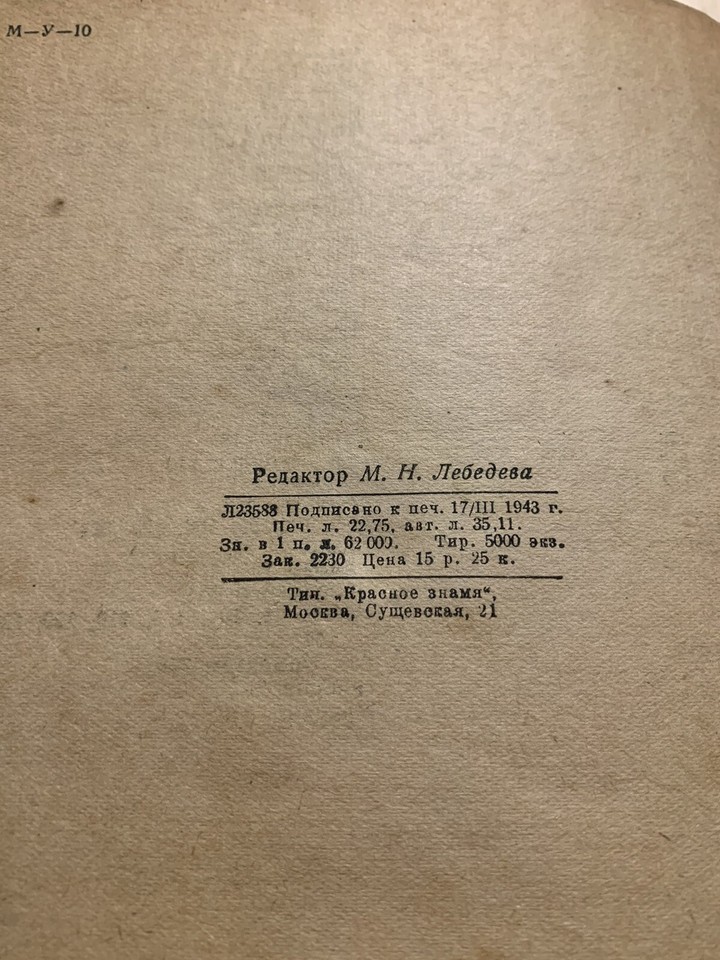 М—У—10
Редактор М. Н. Лебедева
Л23588 Подписано к печ. 17/III 1943 г.
Печ. л. 22,75, авт. л. 35,11.
Зн. в 1 п. л. 62 000. Тир. 5000 экз.
Зак. 2230 Цена 15 р. 25 к.
Тип. „Красное знамя“,
Москва, Сущевская, 21